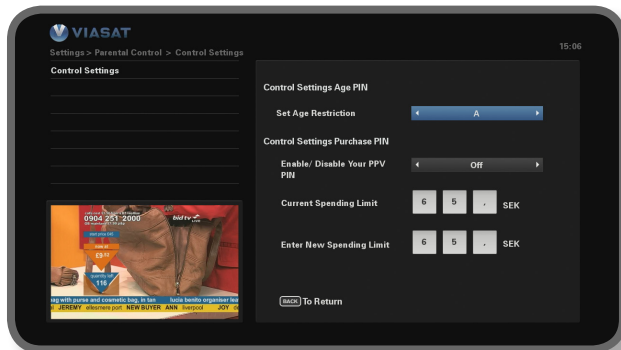 VIASAT
Settings > Parental Control > Control Settings
15:06
Control Settings
Control Settings Age PIN
Set Age Restriction
A
Control Settings Purchase PIN
Enable/ Disable Your PPV
PIN
Off
Current Spending Limit
6 5 , SEK
Enter New Spending Limit
6 5 , SEK
BACK To Return
0904 251 2000
bid tv
£9.
quantity left
116
bag with purse and cosmetic bag, in tan
lucia benito organiser lea
JEREMY ellesmere port NEW BUYER ANN liverpool JOY